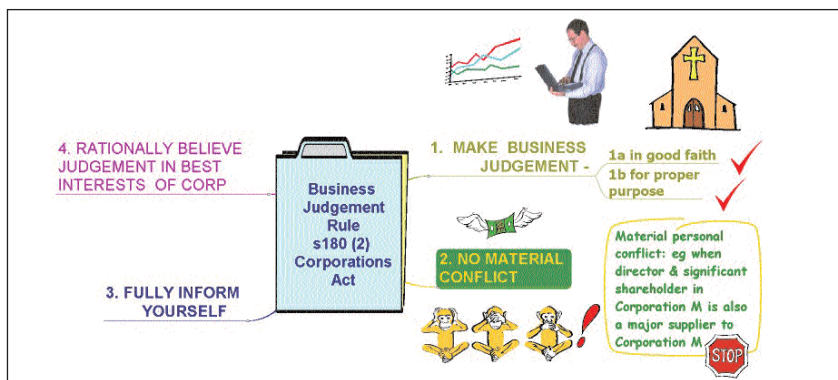 1. MAKE BUSINESS
JUDGEMENT -
1a in good faith
1b for proper
purpose
4. RATIONALLY BELIEVE
JUDGEMENT IN BEST
INTERESTS OF CORP
Business
Judgement
Rule
s180 (2)
Corporations
Act
2. NO MATERIAL
CONFLICT
Material personal
conflict: eg when
director & significant
shareholder in
Corporation M is also
a major supplier to
Corporation M
STOP
3. FULLY INFORM
YOURSELF